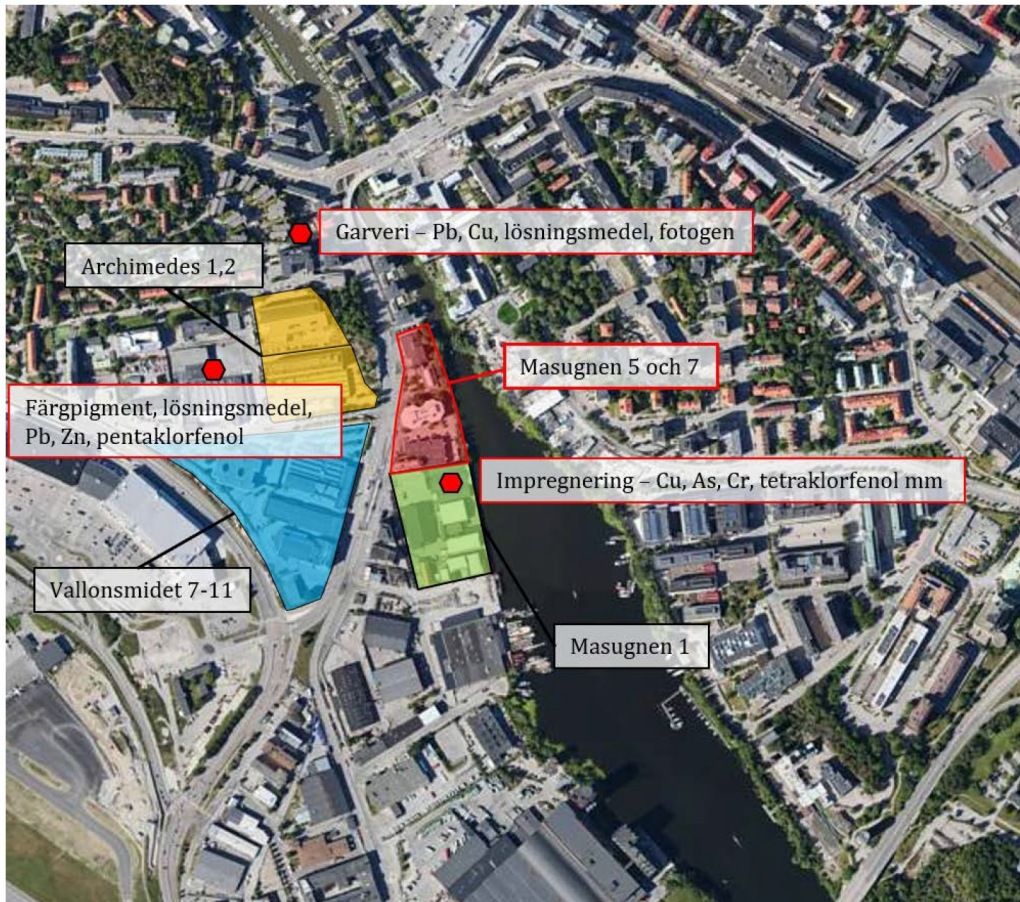 Garveri – Pb, Cu, lösningsmedel, fotogen
Archimedes 1,2
Masugnen 5 och 7
Färgpigment, lösningsmedel,
Pb, Zn, pentaklorfenol
Impregnering – Cu, As, Cr, tetraklorfenol mm
Vallonsmidet 7-11
Masugnen 1